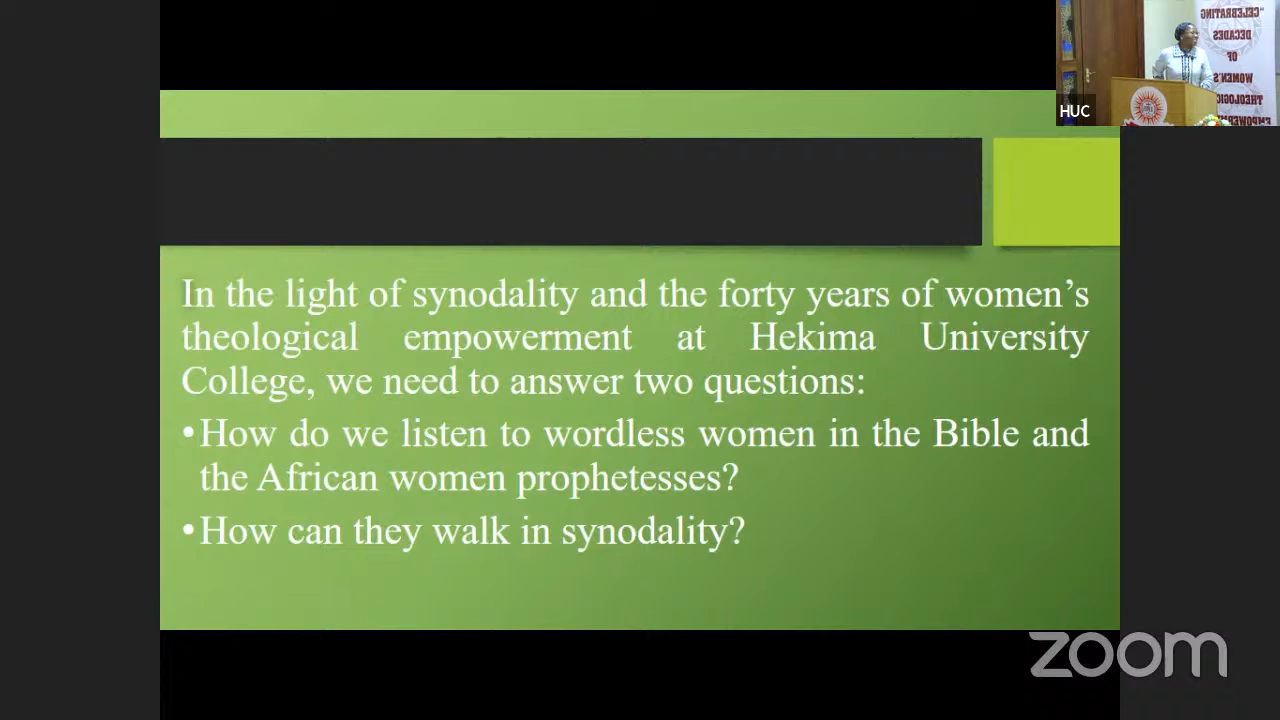 "CELEBRATING
DECADES
OF
WOMEN'S
HUC
In the light of synodality and the forty years of women's
theological empowerment at Hekima University
College, we need to answer two questions:
•How do we listen to wordless women in the Bible and
the African women prophetesses?
•How can they walk in synodality?
zoom